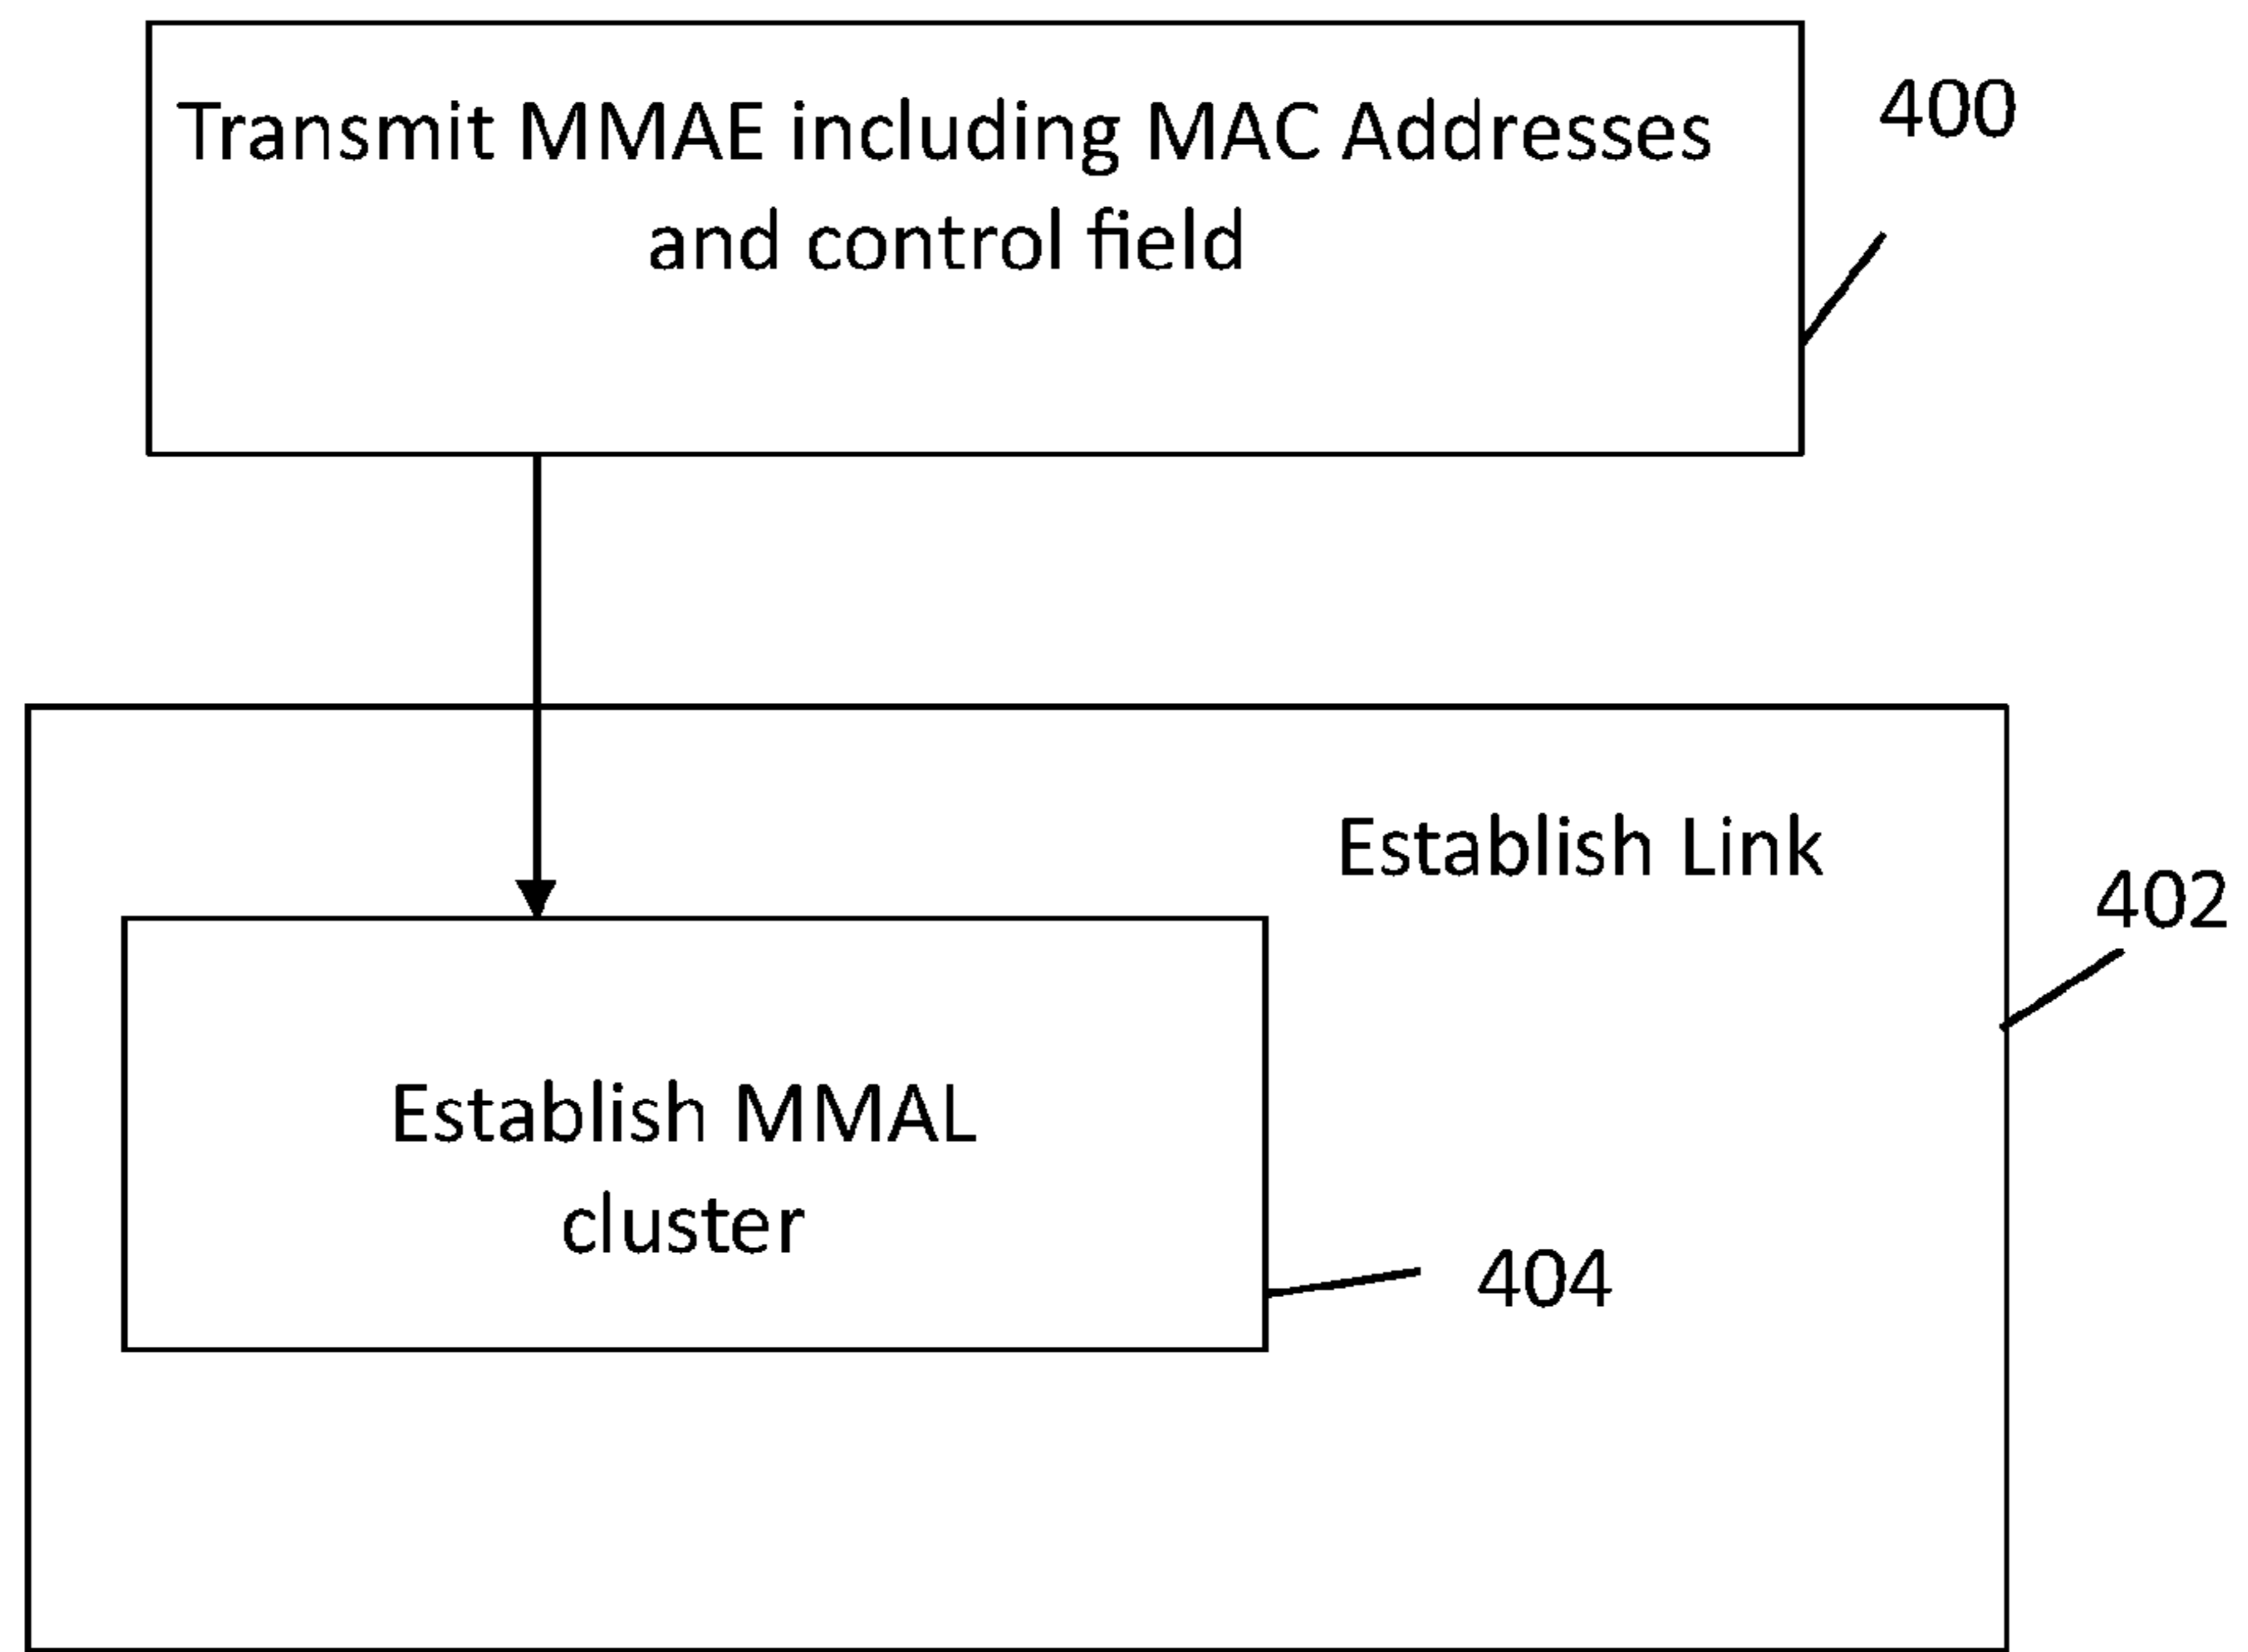 Transmit MMAE including MAC Addresses
and control field
400
Establish Link
402
Establish MMAL
cluster
404